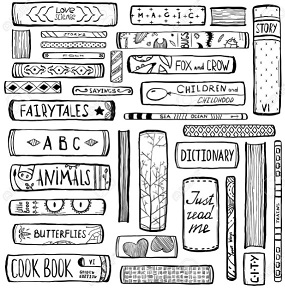 LOVE
SCIENCE
M•A•G•I•C
STORY
VI
FOX AND CROW
SAYINGS
CHILDREN and
CHILDHOOD
FAIRYTALES
SEA
OCEAN
A B C
DICTIONARY
ANIMALS
Just
read
me
BUTTERFLIES
COOK BOOK
VI
CITY